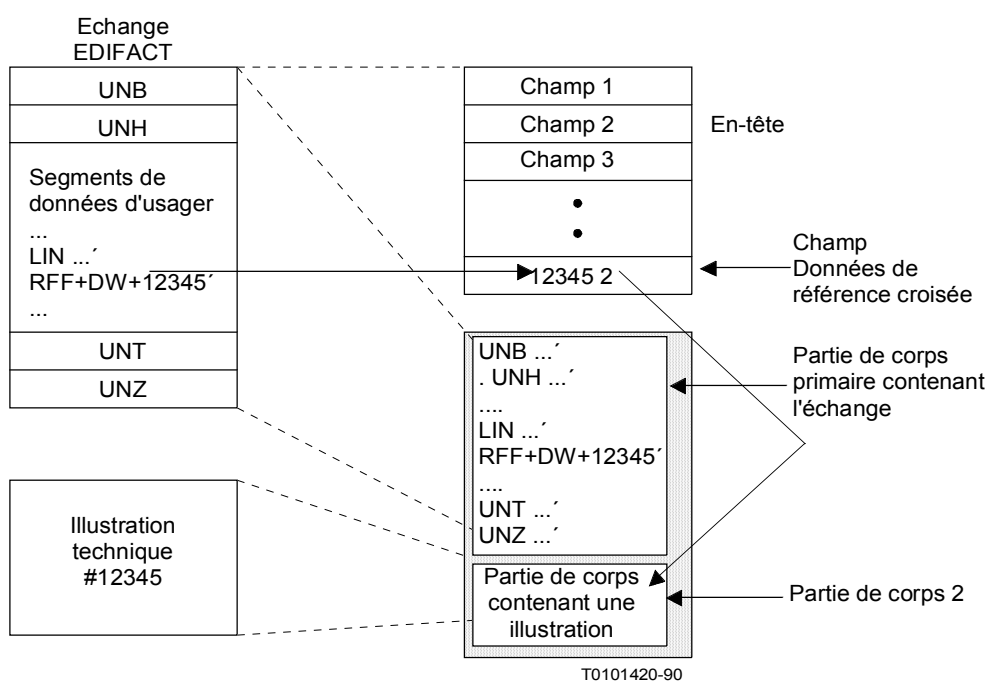 Echange
EDIFACT
UNB
UNH
Segments de
données d'usager
...
LIN ...´
RFF+DW+12345´
...
UNT
UNZ
Illustration
technique
#12345
Champ 1
Champ 2
Champ 3
•
•
12345 2
En-tête
Champ
Données de
référence croisée
UNB ...´
. UNH ...´
....
LIN ...´
RFF+DW+12345´
....
UNT ...´
UNZ ...´
Partie de corps
primaire contenant
l'échange
Partie de corps
contenant une
illustration
Partie de corps 2
T0101420-90